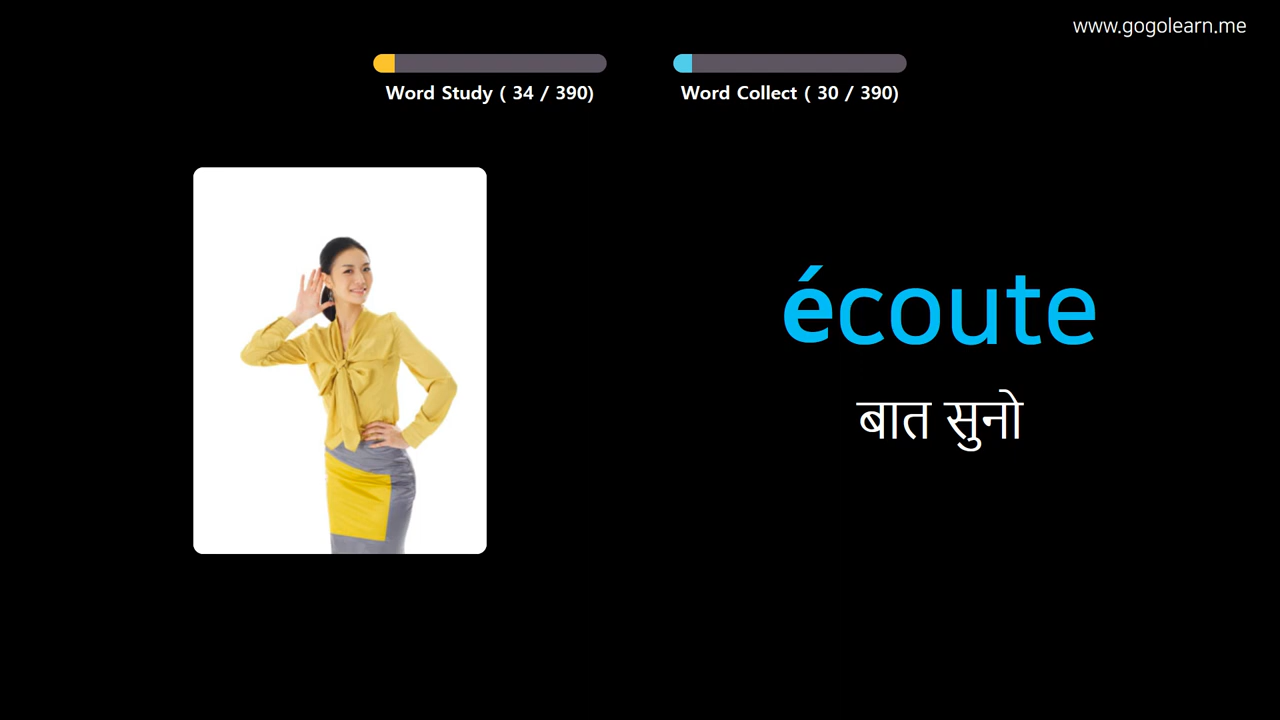 www.gogolearn.me
Word Study ( 34 / 390)
Word Collect ( 30 / 390)
écoute
बात सुनो